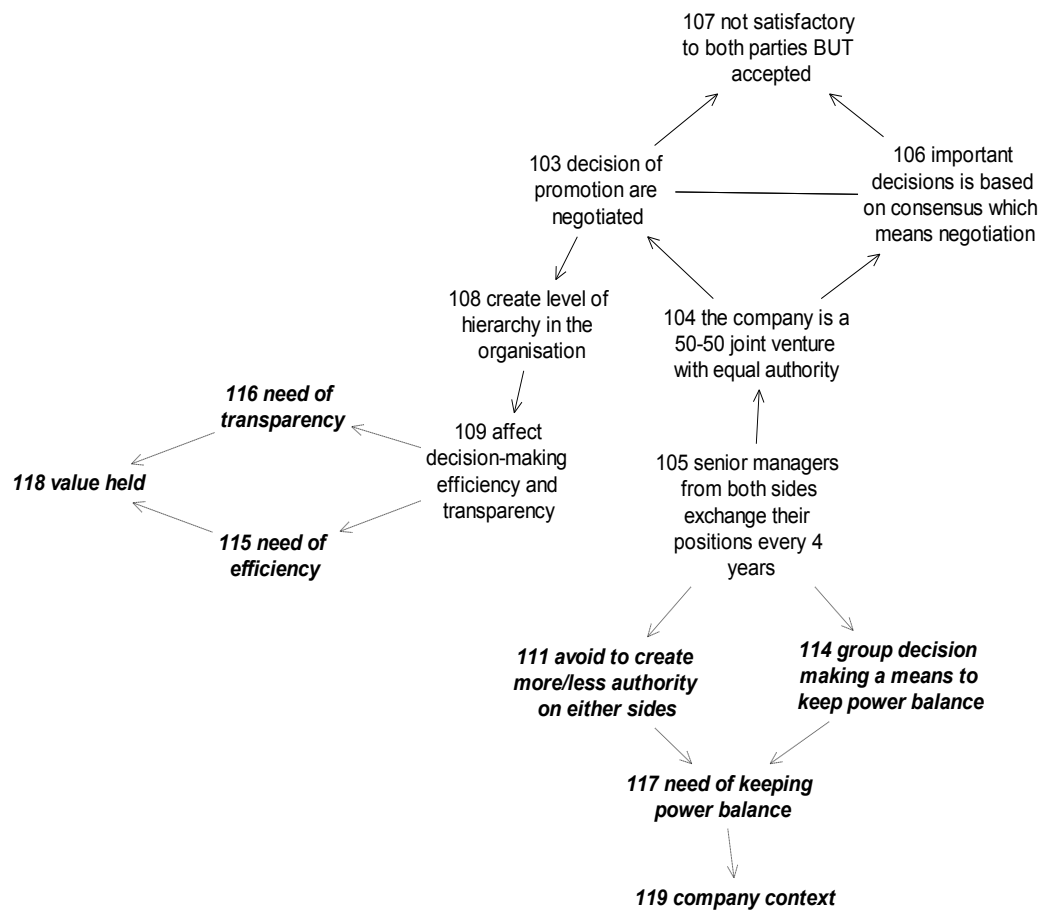 107 not satisfactory
to both parties BUT
accepted
103 decision of
promotion are
negotiated
106 important
decisions is based
on consensus which
means negotiation
108 create level of
hierarchy in the
organisation
104 the company is a
50-50 joint venture
with equal authority
116 need of
transparency
109 affect
decision-making
efficiency and
transparency
118 value held
105 senior managers
from both sides
exchange their
positions every 4
years
115 need of
efficiency
111 avoid to create
more/less authority
on either sides
114 group decision
making a means to
keep power balance
117 need of keeping
power balance
119 company context